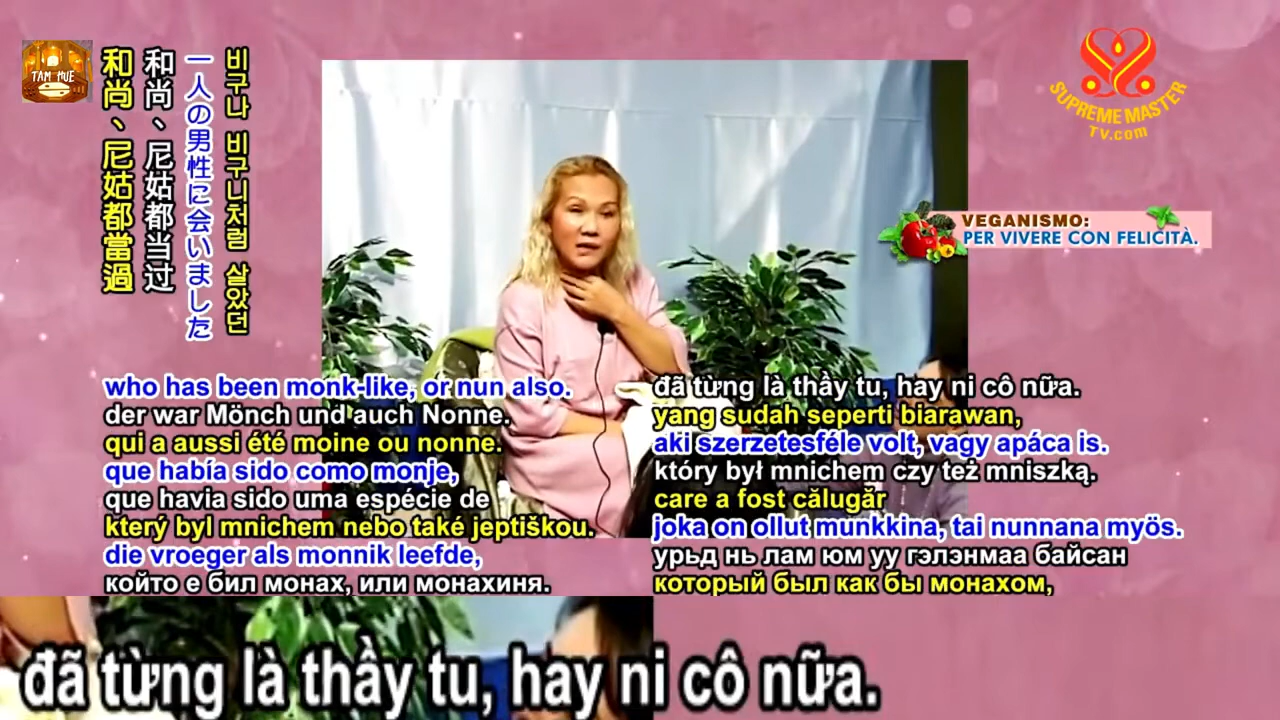 TAM HUE
和尚、尼姑都當過
和尚、尼姑都当过
一人の男性に会いました
비구나 비구니처럼 살았던
SUPREME MASTER
TV.com
VEGANISMO:
PER VIVERE CON FELICITÀ.
who has been monk-like, or nun also.
der war Mönch und auch Nonne.
qui a aussi été moine ou nonne.
que había sido como monje,
que havia sido uma espécie de
který byl mnichem nebo také jeptiškou.
die vroeger als monnik leefde,
който е бил монах, или монахиня.
đã từng là thầy tu, hay ni cô nữa.
yang sudah seperti biarawan,
aki szerzetesféle volt, vagy apáca is.
który był mnichem czy też mniszką.
care a fost călugăr
joka on ollut munkkina, tai nunnana myös.
урьд нь лам юм уу гэлэнмаа байсан
который был как бы монахом,
đã từng là thầy tu, hay ni cô nữa.